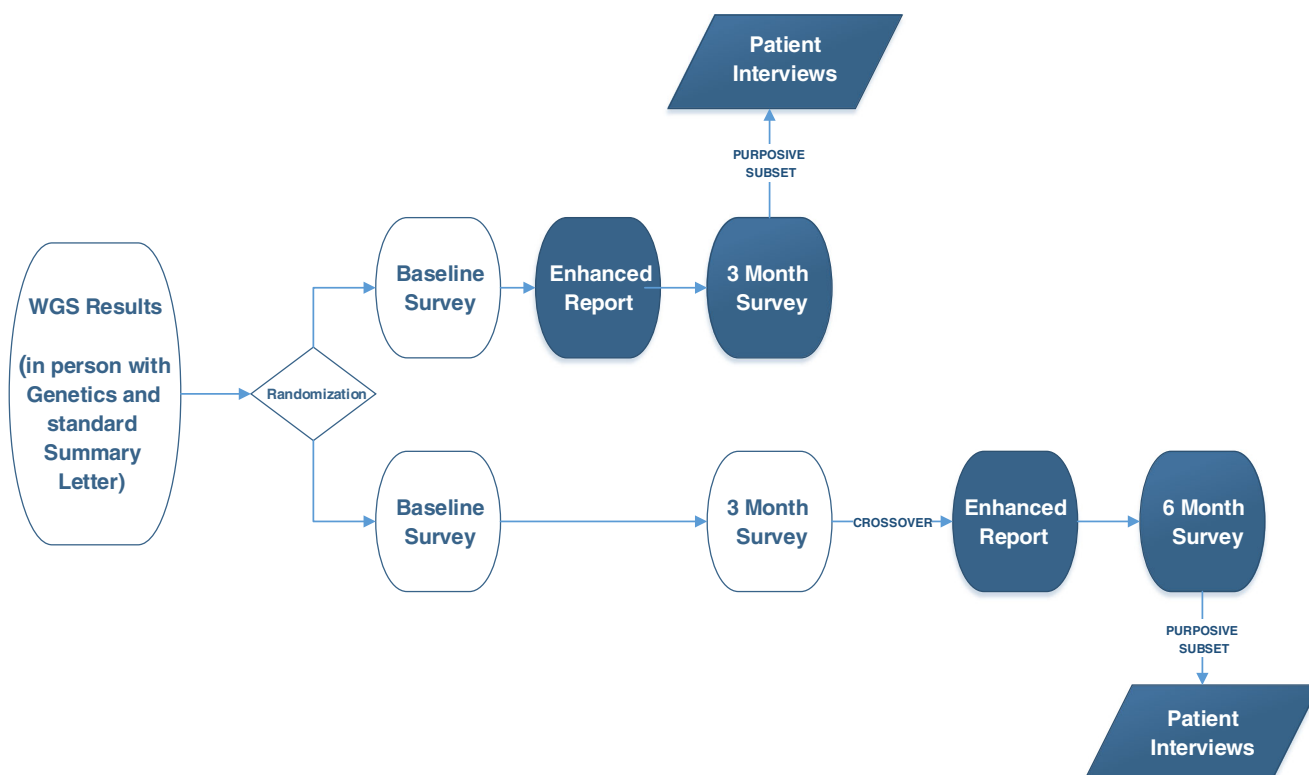 Patient
Interviews
PURPOSIVE
SUBSET
WGS Results
(in person with
Genetics and
standard
Summary
Letter)
Randomization
Baseline
Survey
Enhanced
Report
3 Month
Survey
Baseline
Survey
3 Month
Survey
CROSSOVER
Enhanced
Report
6 Month
Survey
PURPOSIVE
SUBSET
Patient
Interviews